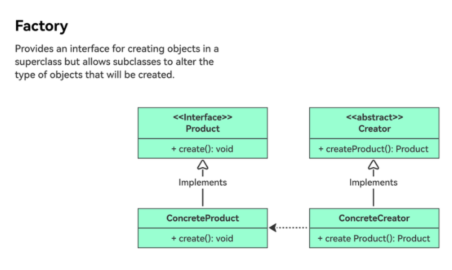 Factory
Provides an interface for creating objects in a
superclass but allows subclasses to alter the
type of objects that will be created.
<<Interface>>
Product
+ create(): void
<<abstract>>
Creator
+ createProduct(): Product
Implements
Implements
ConcreteProduct
+ create(): void
ConcreteCreator
+ create Product(): Product